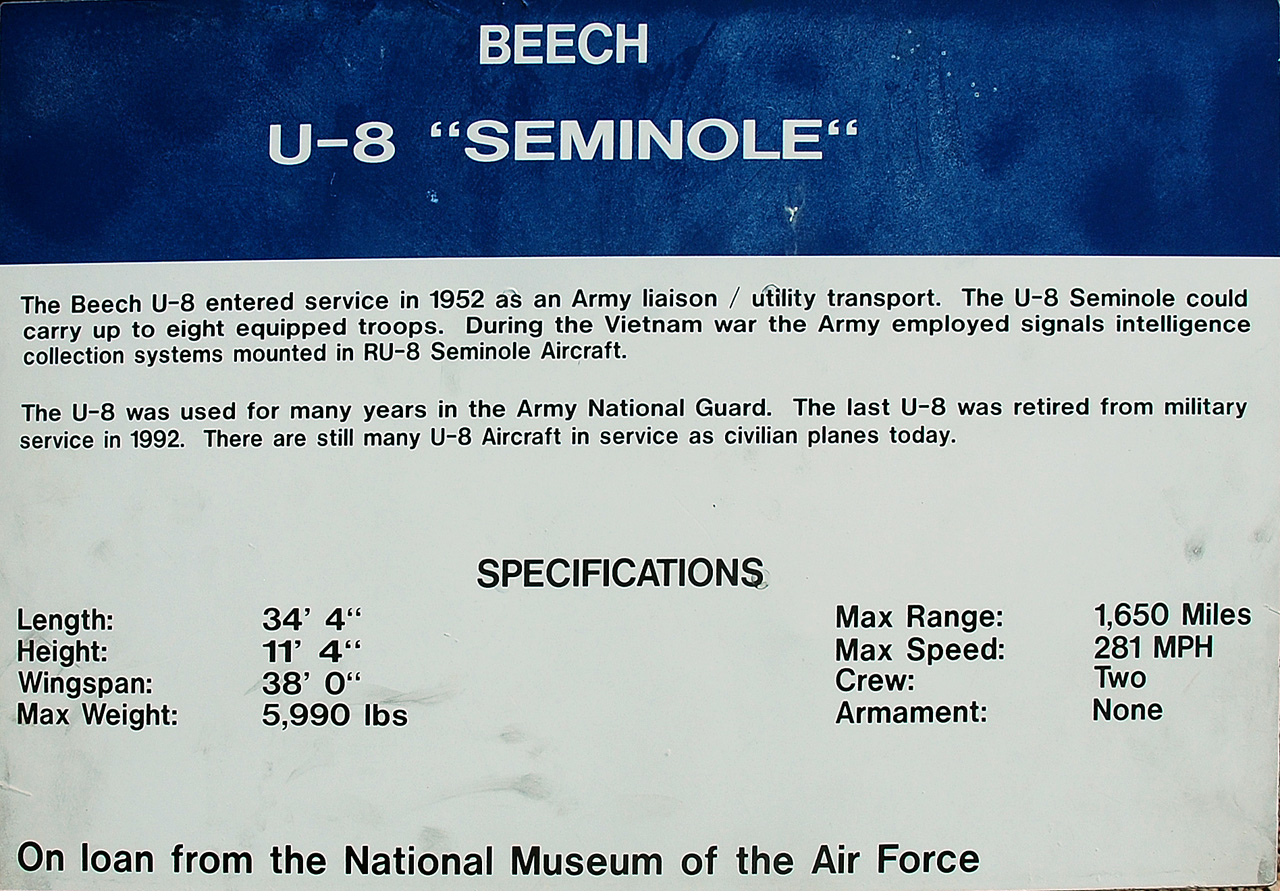 BEECH
U-8 “SEMINOLE“
The Beech U-8 entered service in 1952 as an Army liaison / utility transport. The U-8 Seminole could
carry up to eight equipped troops. During the Vietnam war the Army employed signals intelligence
collection systems mounted in RU-8 Seminole Aircraft.
The U-8 was used for many years in the Army National Guard. The last U-8 was retired from military
service in 1992. There are still many U-8 Aircraft in service as civilian planes today.
SPECIFICATIONS
Length: 34’ 4“ Max Range: 1,650 Miles
Height: 11’ 4“ Max Speed: 281 MPH
Wingspan: 38’ 0“ Crew: Two
Max Weight: 5,990 lbs Armament: None
On loan from the National Museum of the Air Force